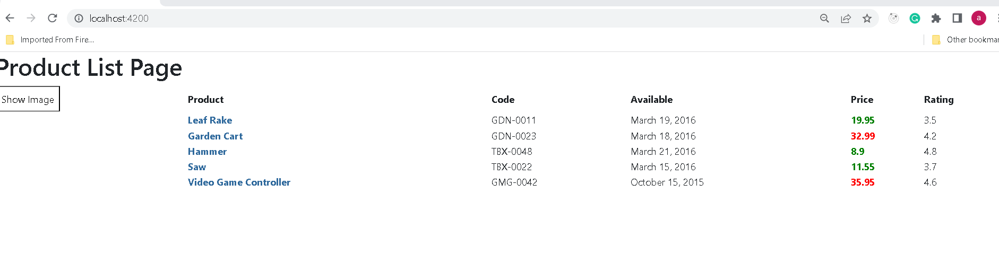 localhost:4200
a
Imported From Fire...
Other bookmar
Product List Page
Show Image Product Code Available Price Rating
Leaf Rake GDN-0011 March 19, 2016 19.95 3.5
Garden Cart GDN-0023 March 18, 2016 32.99 4.2
Hammer TBX-0048 March 21, 2016 8.9 4.8
Saw TBX-0022 March 15, 2016 11.55 3.7
Video Game Controller GMG-0042 October 15, 2015 35.95 4.6